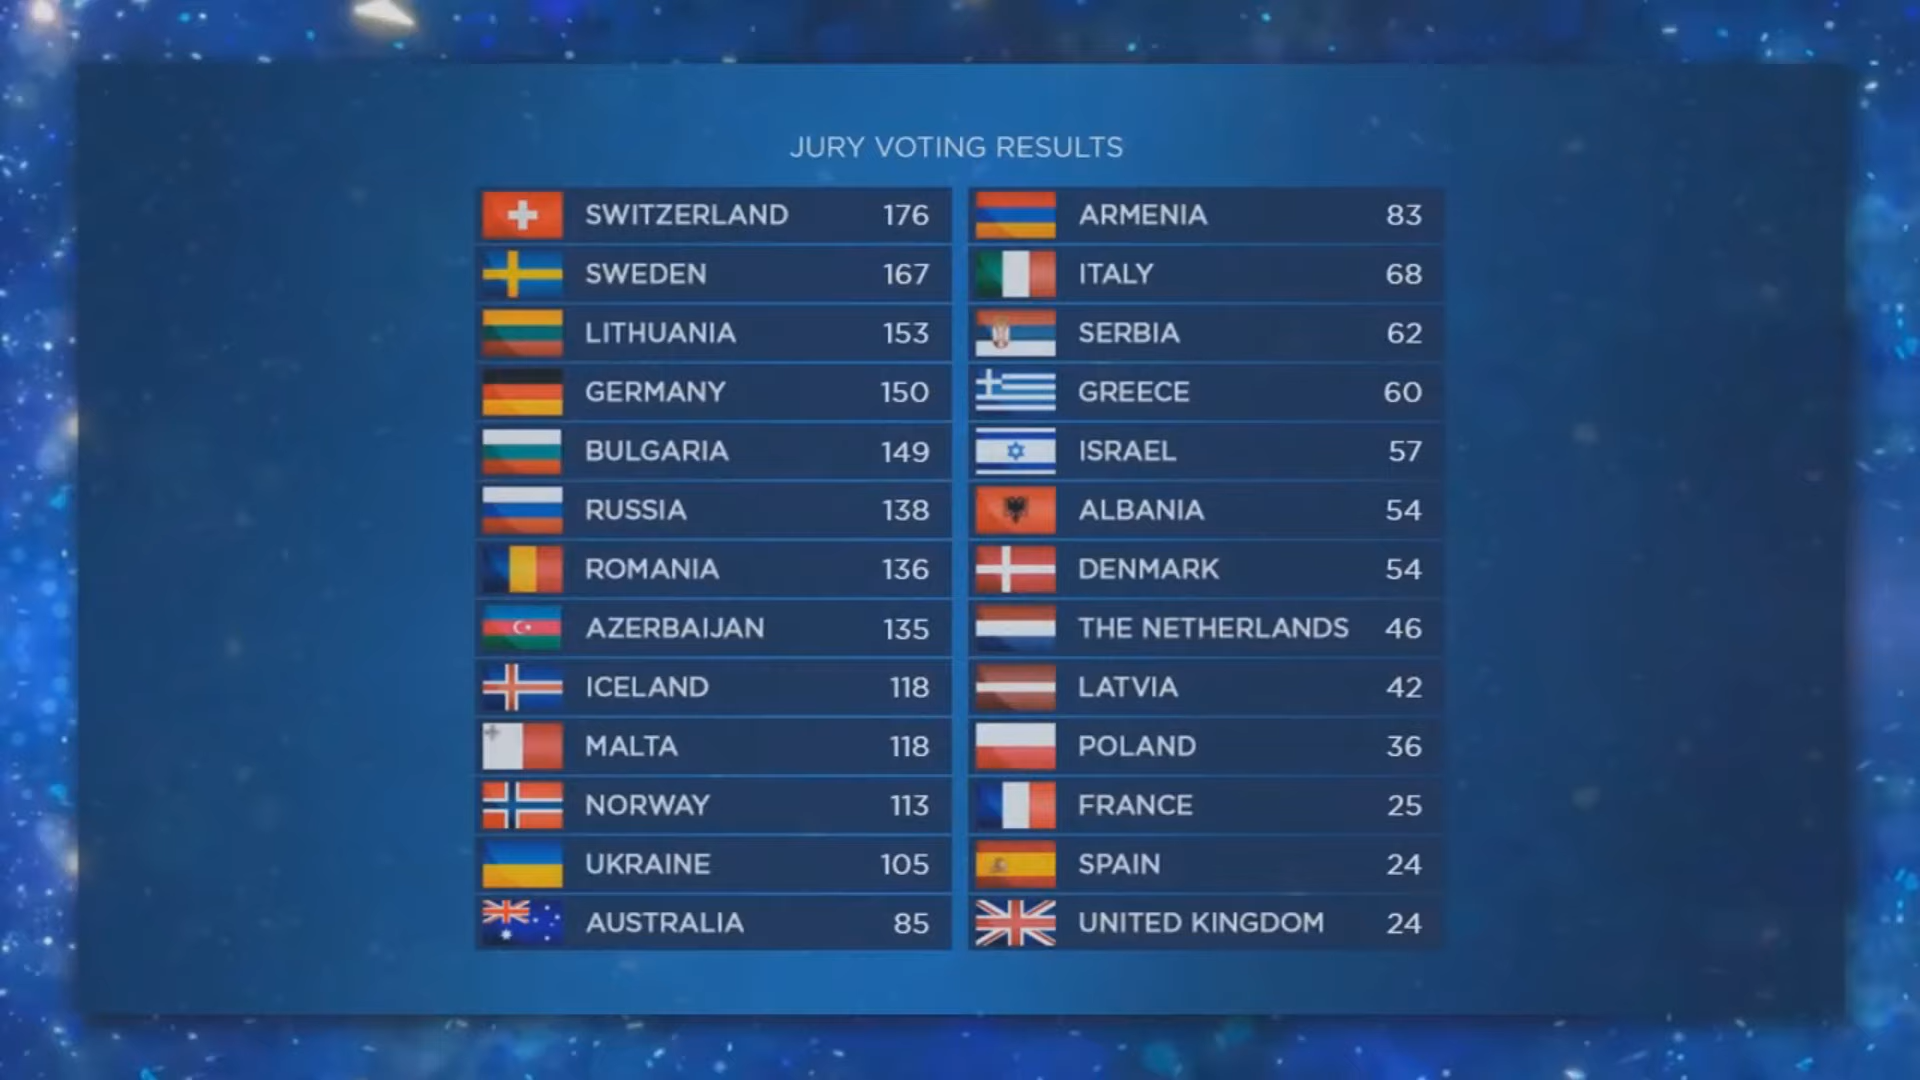 JURY VOTING RESULTS
SWITZERLAND 176
SWEDEN 167
LITHUANIA 153
GERMANY 150
BULGARIA 149
RUSSIA 138
ROMANIA 136
AZERBAIJAN 135
ICELAND 118
MALTA 118
NORWAY 113
UKRAINE 105
AUSTRALIA 85
ARMENIA 83
ITALY 68
SERBIA 62
GREECE 60
ISRAEL 57
ALBANIA 54
DENMARK 54
THE NETHERLANDS 46
LATVIA 42
POLAND 36
FRANCE 25
SPAIN 24
UNITED KINGDOM 24